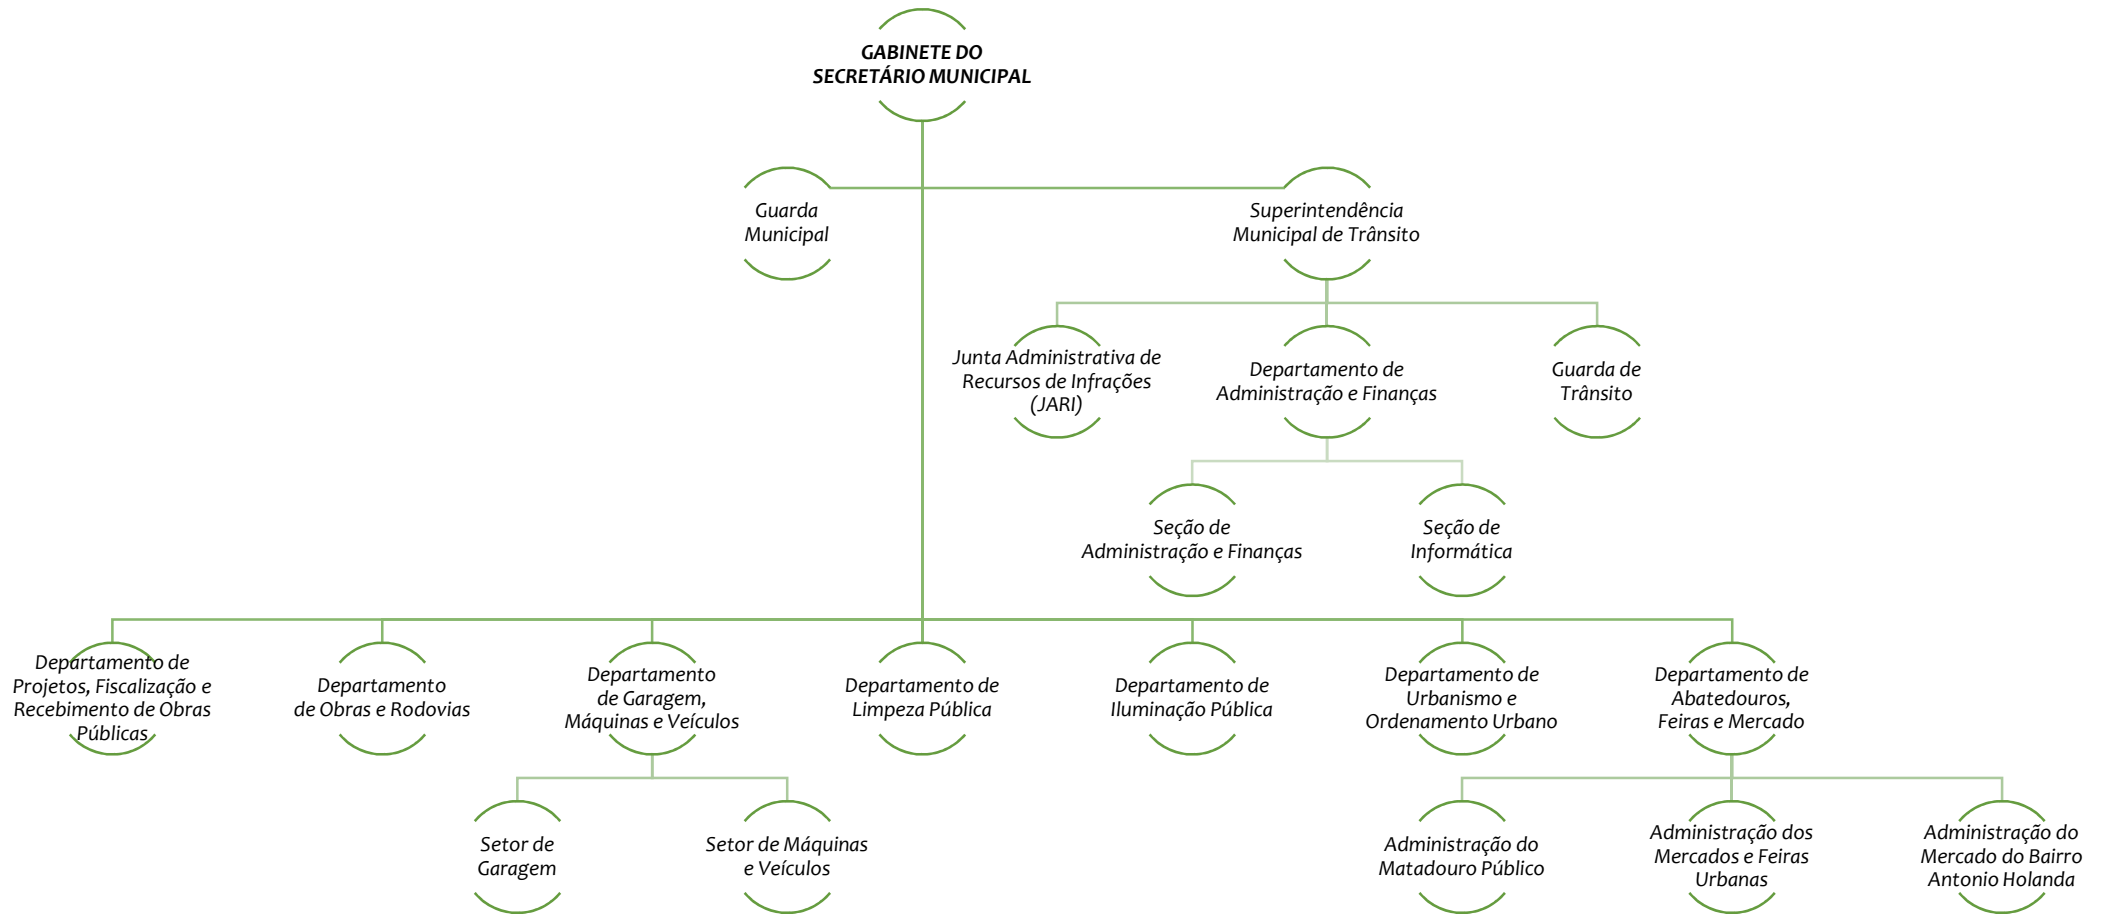 GABINETE DO
SECRETÁRIO MUNICIPAL
Guarda
Municipal
Superintendência
Municipal de Trânsito
Junta Administrativa de
Recursos de Infrações
(JARI)
Departamento de
Administração e Finanças
Guarda de
Trânsito
Seção de
Administração e Finanças
Seção de
Informática
Departamento de
Projetos, Fiscalização e
Recebimento de Obras
Públicas
Departamento
de Obras e Rodovias
Departamento
de Garagem,
Máquinas e Veículos
Departamento de
Limpeza Pública
Departamento de
Iluminação Pública
Departamento de
Urbanismo e
Ordenamento Urbano
Departamento de
Abatedouros,
Feiras e Mercado
Setor de
Garagem
Setor de Máquinas
e Veículos
Administração do
Matadouro Público
Administração dos
Mercados e Feiras
Urbanas
Administração do
Mercado do Bairro
Antonio Holanda